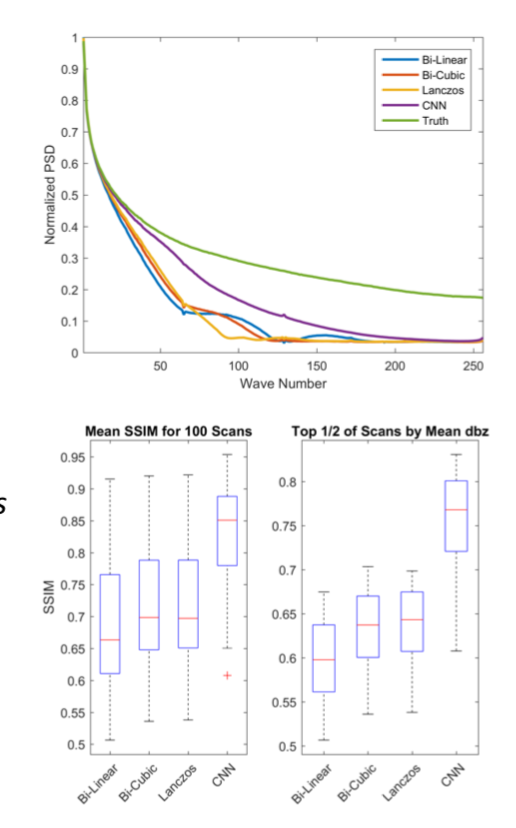 1
0.9
0.8
0.7
0.6
0.5
0.4
0.3
0.2
0.1
0
Normalized PSD
Bi-Linear
Bi-Cubic
Lanczos
CNN
Truth
50 100 150 200 250
Wave Number
Mean SSIM for 100 Scans
0.95
0.9
0.85
0.8
0.75
0.7
0.65
0.6
0.55
0.5
SSIM
Bi-Linear Bi-Cubic Lanczos CNN
Top 1/2 of Scans by Mean dbz
0.8
0.75
0.7
0.65
0.6
0.55
0.5
Bi-Linear Bi-Cubic Lanczos CNN
s